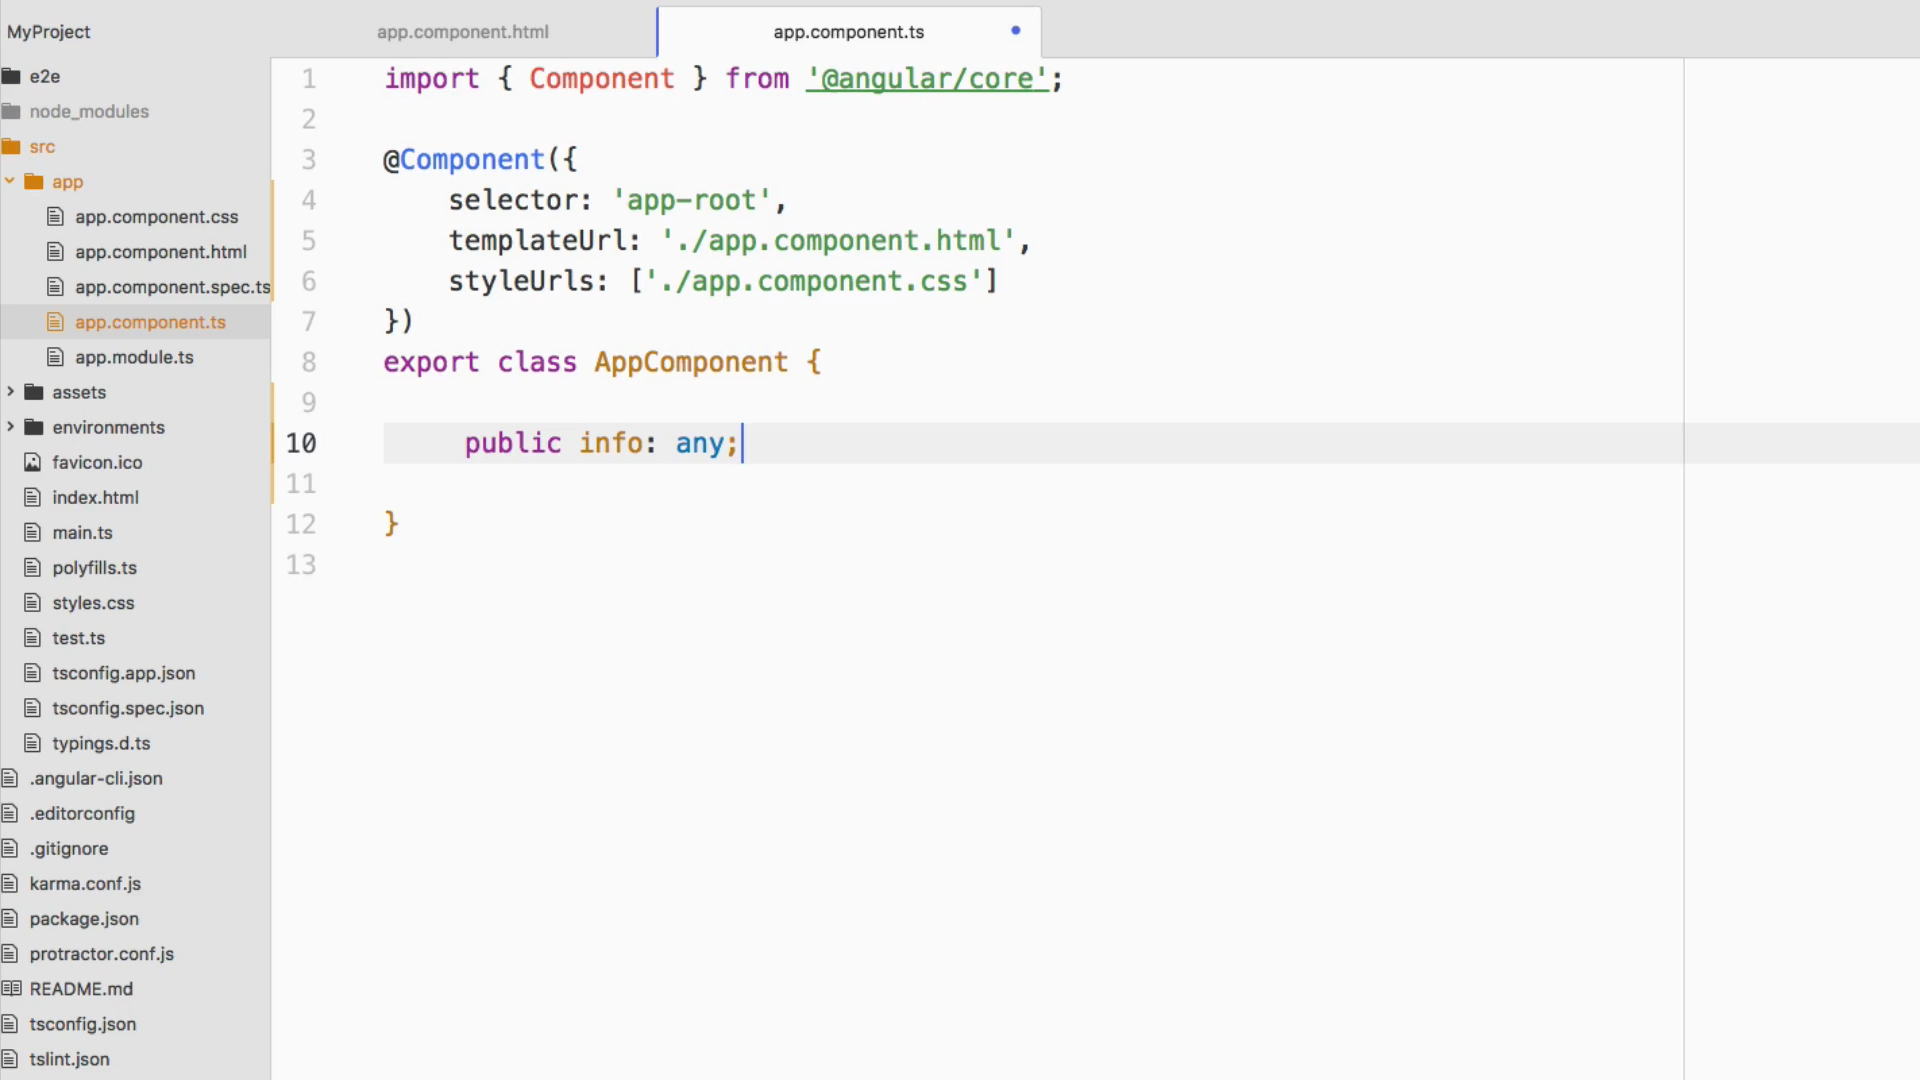 MyProject
app.component.html
app.component.ts
e2e
node_modules
src
app
app.component.css
app.component.html
app.component.spec.ts
app.component.ts
app.module.ts
assets
environments
favicon.ico
index.html
main.ts
polyfills.ts
styles.css
test.ts
tsconfig.app.json
tsconfig.spec.json
typings.d.ts
.angular-cli.json
.editorconfig
.gitignore
karma.conf.js
package.json
protractor.conf.js
README.md
tsconfig.json
tslint.json
1 import { Component } from '@angular/core';
2
3 @Component({
4 selector: 'app-root',
5 templateUrl: './app.component.html',
6 styleUrls: ['./app.component.css']
7 })
8 export class AppComponent {
9
10 public info: any;
11
12 }
13